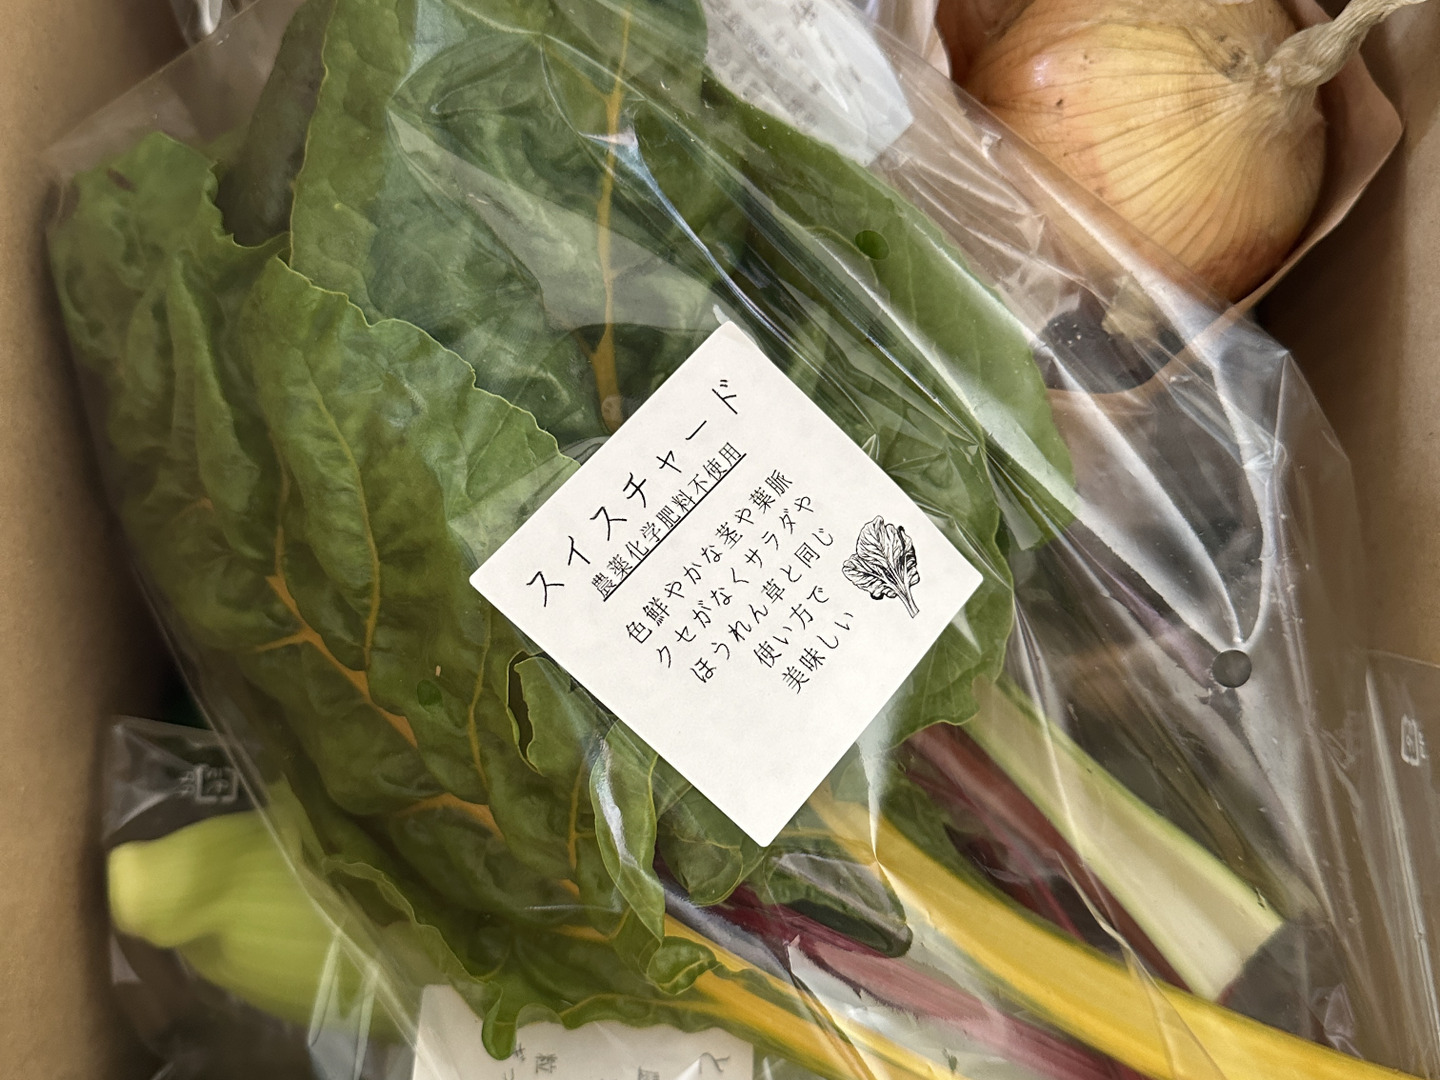 スイスチャード
農薬化学肥料不使用
色鮮やかな茎や葉脈
クセがなくサラダや
ほうれん草と同じ
使い方で
美味しい